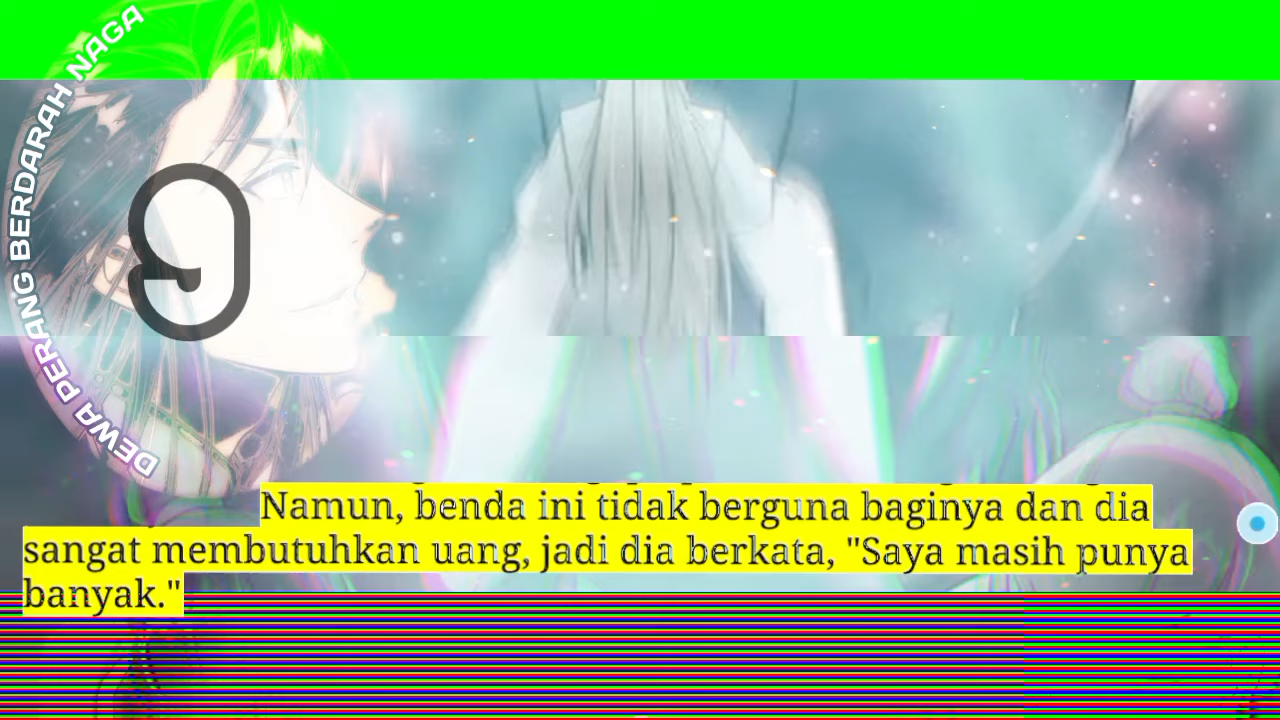 DEWA PERANG BERDARAH NAGA
Namun, benda ini tidak berguna baginya dan dia
sangat membutuhkan uang, jadi dia berkata, "Saya masih punya
banyak."